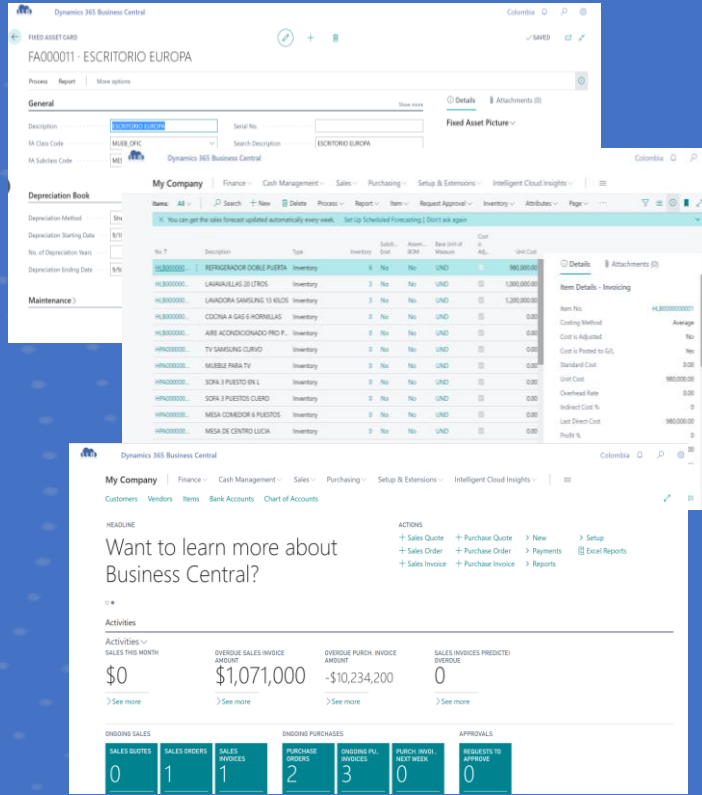 Dynamics 365 Business Central Colombia
FIXED ASSET CARD SAVED
FA000011 · ESCRITORIO EUROPA
Process Report More options
General Show more
Details Attachments (0)
Description ESCRITORIO EUROPA Serial No.
Fixed Asset Picture
FA Class Code MUEB_OFIC Search Description ESCRITORIO EUROPA
FA Subclass Code
Depreciation Book
Depreciation Method
Depreciation Starting Date
No. of Depreciation Years
Depreciation Ending Date
Maintenance
Dynamics 365 Business Central Colombia
My Company Finance Cash Management Sales Purchasing Setup & Extensions Intelligent Cloud Insights
Items: All Search + New Delete Process Report Item Request Approval Inventory Attributes Page ...
X You can get the sales forecast updated automatically every week. Set Up Scheduled Forecasting | Don't ask again
No. ↑ Description Type Inventory Substi... Exist Assem... BOM Base Unit of Measure Cost is Adj... Unit Cost
HLB000000... REFRIGERADOR DOBLE PUERTA Inventory 6 No No UND 980,000.00
HLB000000... LAVAVAJILLAS 20 LTROS Inventory 3 No No UND 1,000,000.00
HLB000000... LAVADORA SAMSUNG 15 KILOS Inventory 3 No No UND 1,200,000.00
HLB000000... COCINA A GAS 6 HORNILLAS Inventory 0 No No UND 0.00
HLB000000... AIRE ACONDICIONADO PRO P... Inventory 0 No No UND 0.00
HPA000000... TV SAMSUNG CURVO Inventory 0 No No UND 0.00
HPA000000... MUEBLE PARA TV Inventory 0 No No UND 0.00
HPA000000... SOFA 3 PUESTO EN L Inventory 0 No No UND 0.00
HPA000000... SOFA 3 PUESTOS CUERO Inventory 0 No No UND 0.00
HPA000000... MESA COMEDOR 6 PUESTOS Inventory 0 No No UND 0.00
HPA000000... MESA DE CENTRO LUCIA Inventory 0 No No UND 0.00
Details Attachments (0)
Item Details - Invoicing
Item No. HLB0000000001
Costing Method Average
Cost is Adjusted No
Cost is Posted to G/L Yes
Standard Cost 0.00
Unit Cost 980,000.00
Overhead Rate 0.00
Indirect Cost % 0
Last Direct Cost 980,000.00
Profit % 0
Dynamics 365 Business Central Colombia
My Company Finance Cash Management Sales Purchasing Setup & Extensions Intelligent Cloud Insights
Customers Vendors Items Bank Accounts Chart of Accounts
HEADLINE
Want to learn more about
Business Central?
ACTIONS
+ Sales Quote + Purchase Quote > New > Setup
+ Sales Order + Purchase Order > Payments Excel Reports
+ Sales Invoice + Purchase Invoice > Reports
Activities
Activities
SALES THIS MONTH
$0
> See more
OVERDUE SALES INVOICE
AMOUNT
$1,071,000
> See more
OVERDUE PURCH. INVOICE
AMOUNT
-$10,234,200
> See more
SALES INVOICES PREDICTE
OVERDUE
0
> See more
ONGOING SALES
SALES QUOTES
0
SALES ORDERS
1
SALES
INVOICES
1
ONGOING PURCHASES
PURCHASE
ORDERS
2
ONGOING PU..
INVOICES
3
PURCH. INVOI..
NEXT WEEK
0
APPROVALS
REQUESTS TO
APPROVE
0